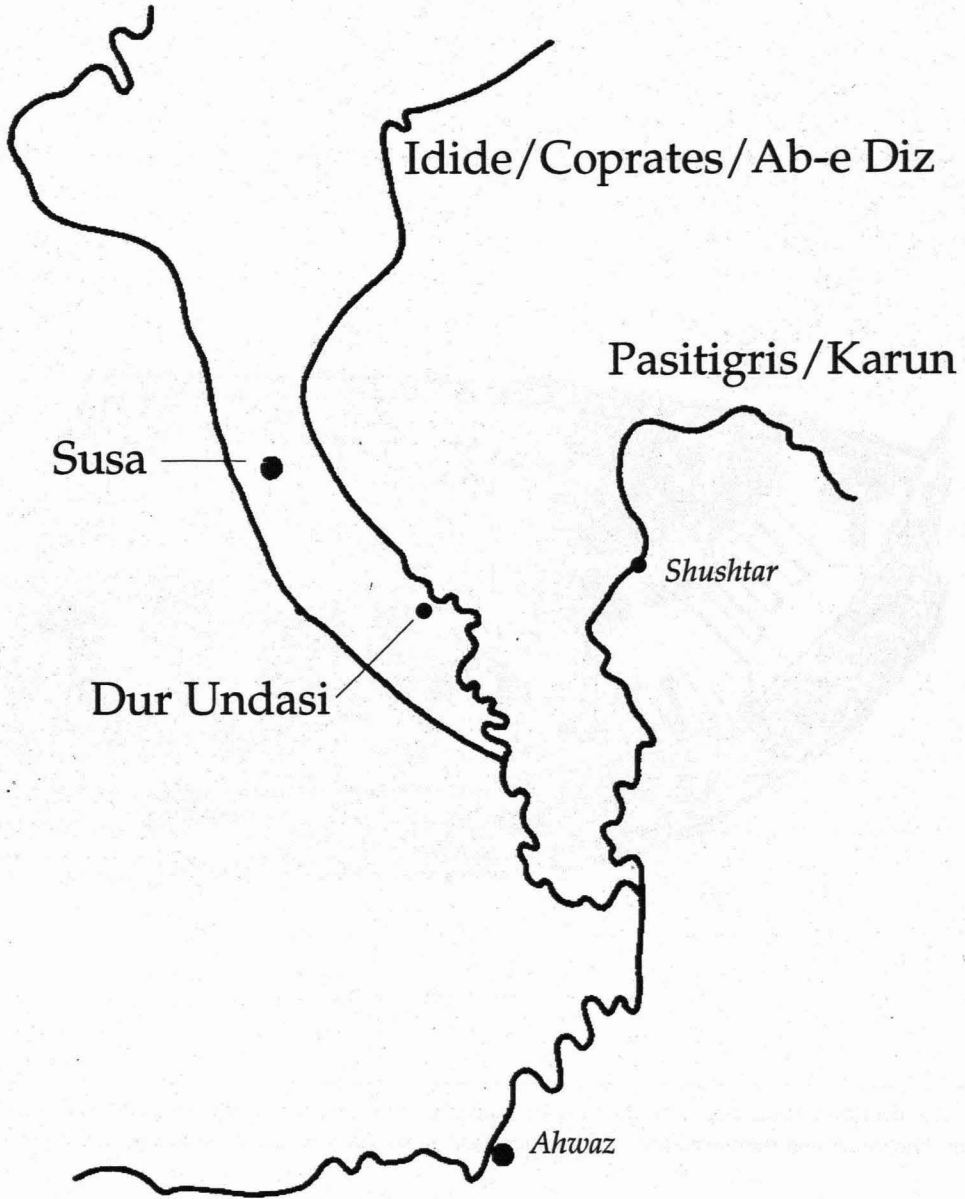 Idide/Coprates/Ab-e Diz
Pasitigris/Karun
Susa
Shushtar
Dur Undasi
Ahwaz